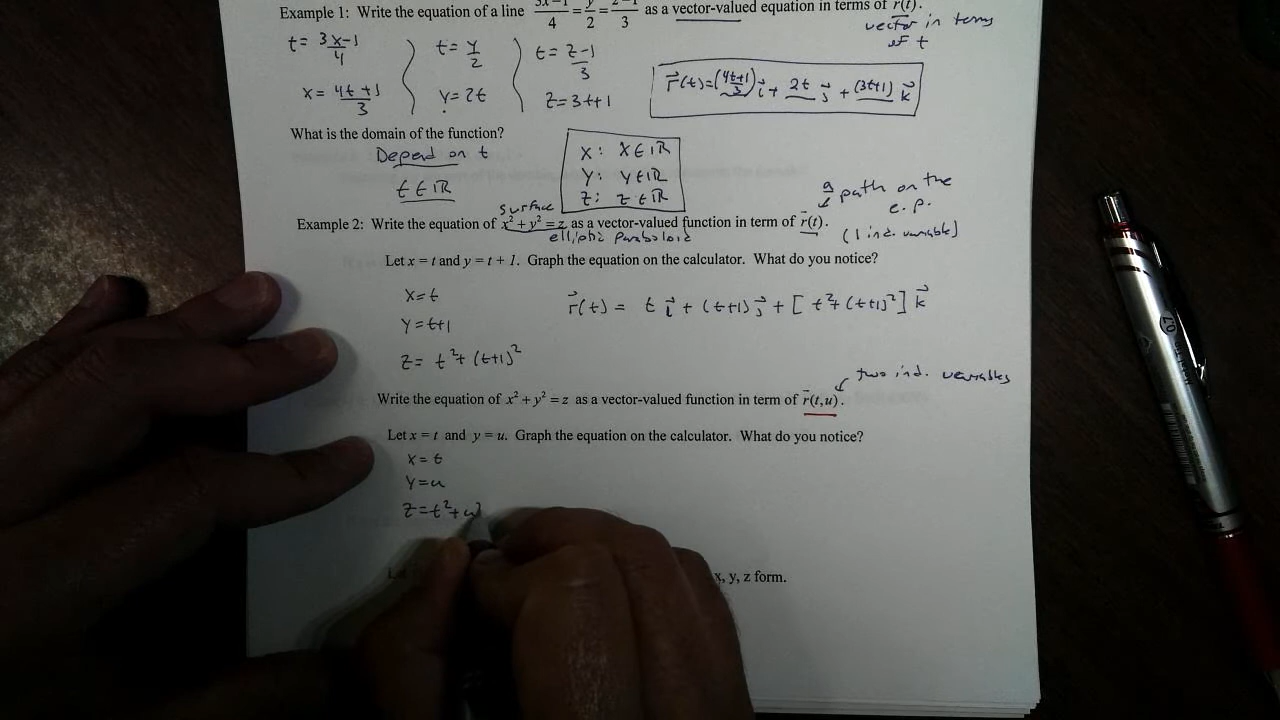 Example 1: Write the equation of a line 3x-1/4 = y/2 = z-1/3 as a vector-valued equation in terms of r̄(t).
vector in terms
of t
t = 3x-1/4 t = y/2 t = z-1/3
x = 4t+1/3 y = 2t z = 3t+1
r⃗(t) = (4t+1/3) i⃗ + 2t j⃗ + (3t+1) k⃗
What is the domain of the function?
Depend on t
t ∈ ℝ
x: x ∈ ℝ
y: y ∈ ℝ
z: z ∈ ℝ
a path on the
e.p.
(1 ind. variable)
surface
Example 2: Write the equation of x² + y² = z as a vector-valued function in term of r̄(t).
elliptic paraboloid
Let x = t and y = t + 1. Graph the equation on the calculator. What do you notice?
x = t
y = t+1
z = t² + (t+1)²
r⃗(t) = t i⃗ + (t+1) j⃗ + [t² + (t+1)²] k⃗
two ind. variables
Write the equation of x² + y² = z as a vector-valued function in term of r̄(t,u).
Let x = t and y = u. Graph the equation on the calculator. What do you notice?
x = t
y = u
z = t² + u²
x, y, z form.